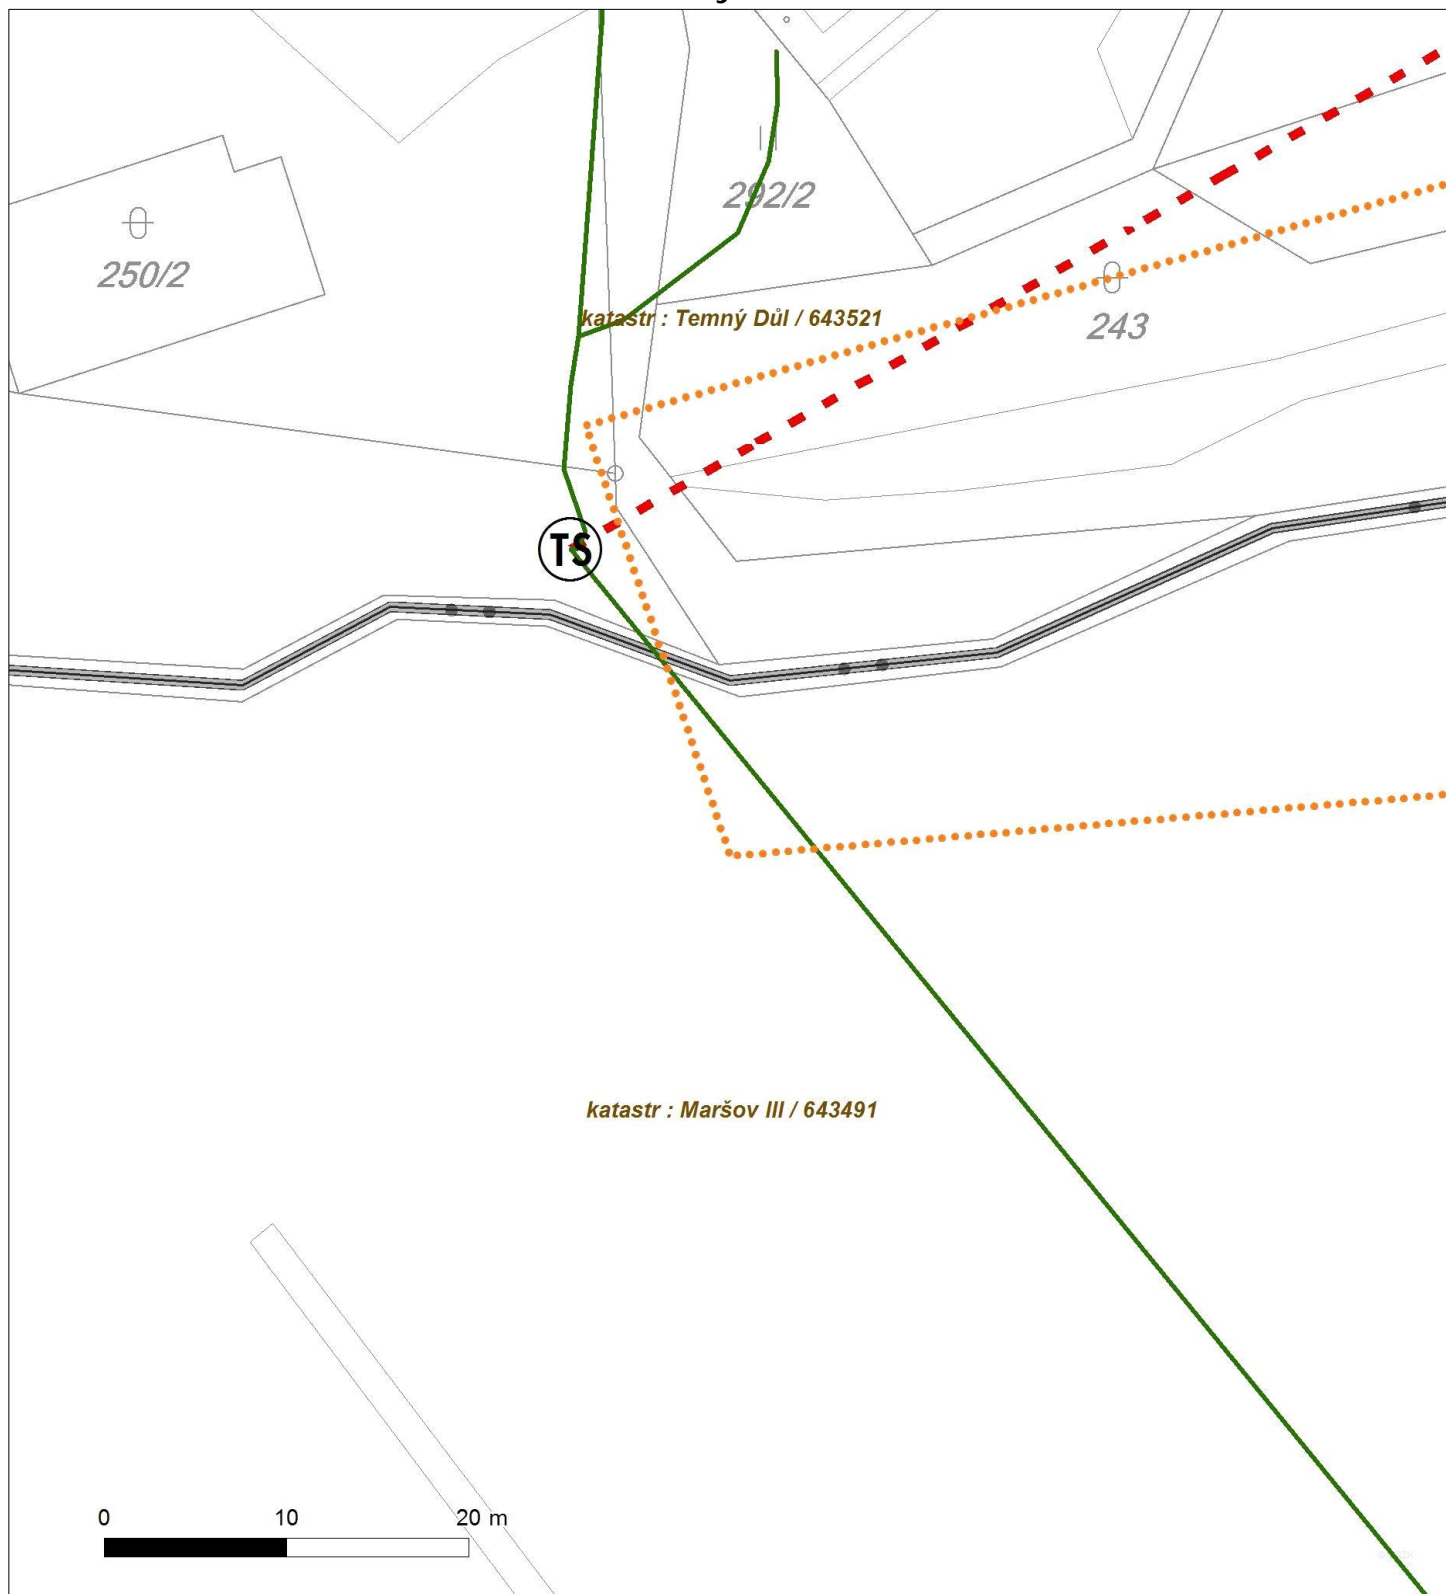 292/2
250/2
katastr : Temný Důl / 643521
243
TS
katastr : Maršov III / 643491
0 10 20 m